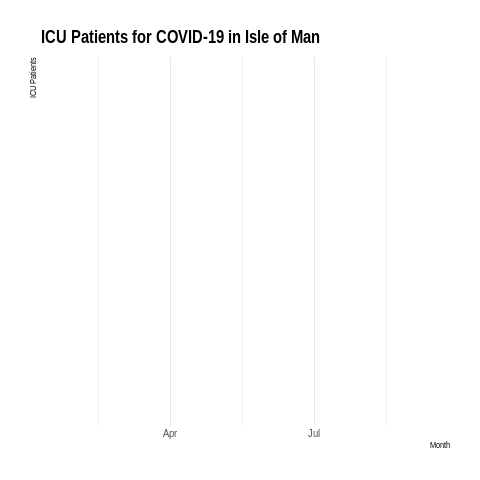 ICU Patients for COVID-19 in Isle of Man
ICU Patients
Apr
Jul
Month